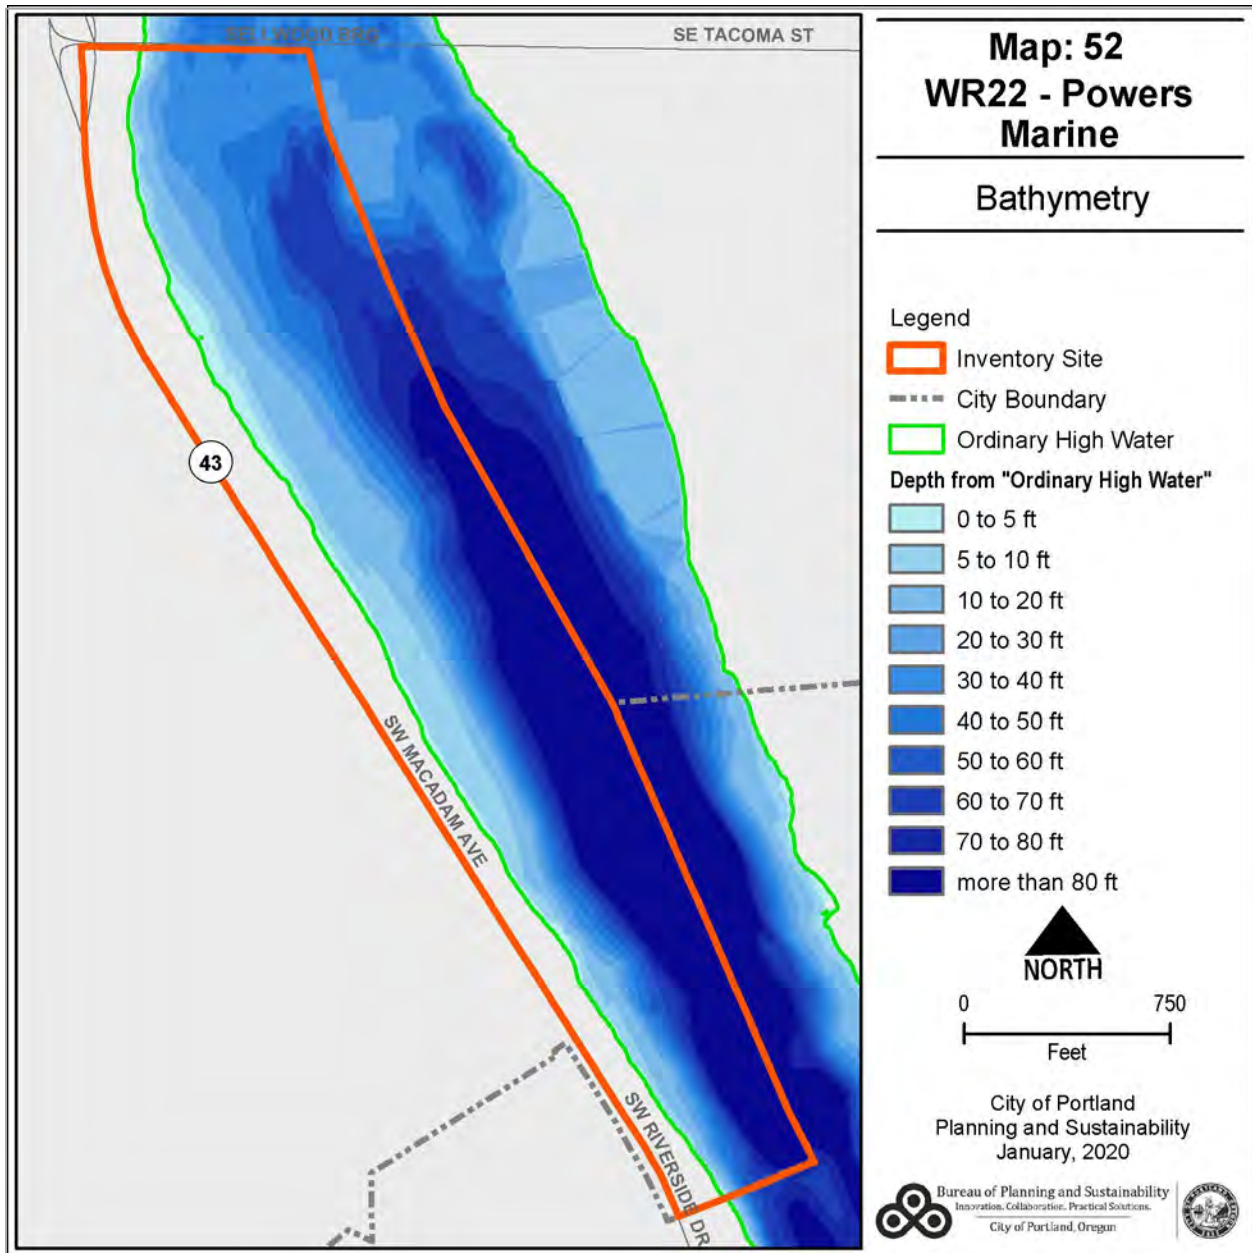 SELLWOOD BRG
SE TACOMA ST
43
SW MACADAM AVE
SW RIVERSIDE DR
Map: 52
WR22 - Powers
Marine
Bathymetry
Legend
Inventory Site
City Boundary
Ordinary High Water
Depth from "Ordinary High Water"
0 to 5 ft
5 to 10 ft
10 to 20 ft
20 to 30 ft
30 to 40 ft
40 to 50 ft
50 to 60 ft
60 to 70 ft
70 to 80 ft
more than 80 ft
NORTH
0 750
Feet
City of Portland
Planning and Sustainability
January, 2020
Bureau of Planning and Sustainability
Innovation. Collaboration. Practical Solutions.
City of Portland, Oregon